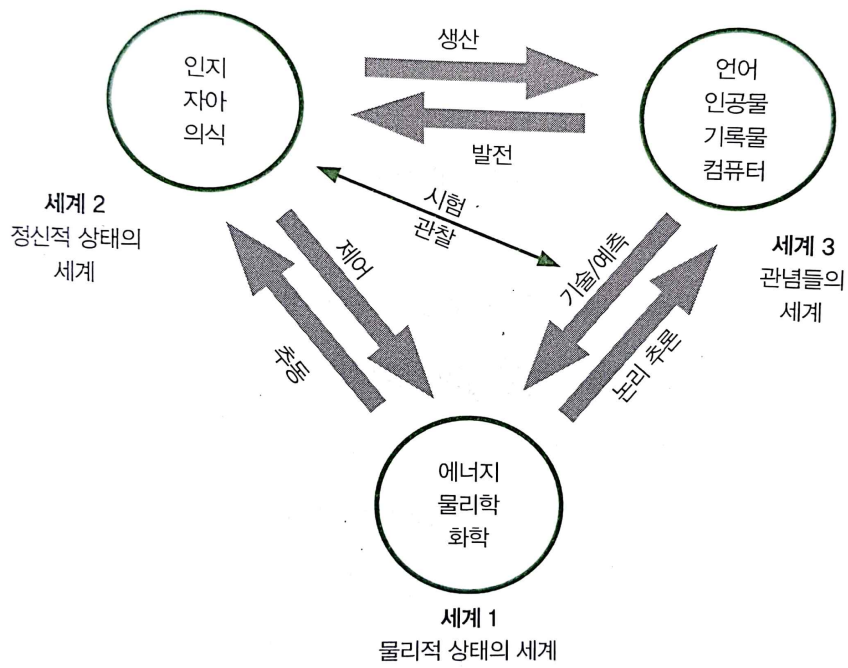 생산
인지
자아
의식
언어
인공물
기록물
컴퓨터
발전
세계 2
정신적 상태의
세계
시험
관찰
제어
추동
기술/예측
논리 추론
세계 3
관념들의
세계
에너지
물리학
화학
세계 1
물리적 상태의 세계